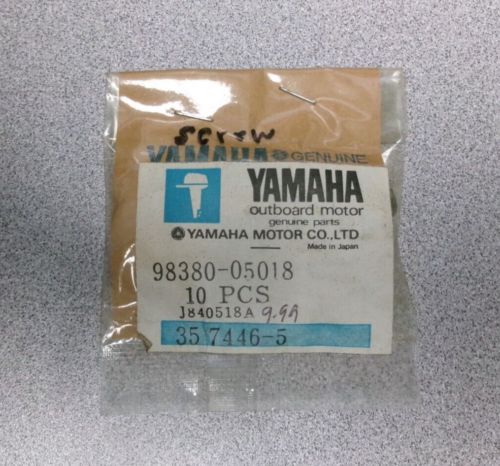 screw
YAMAHA GENUINE
YAMAHA
outboard motor
genuine parts
YAMAHA MOTOR CO.,LTD
Made in Japan
98380-05018
10 PCS
J840518A 9.99
35 7446-5